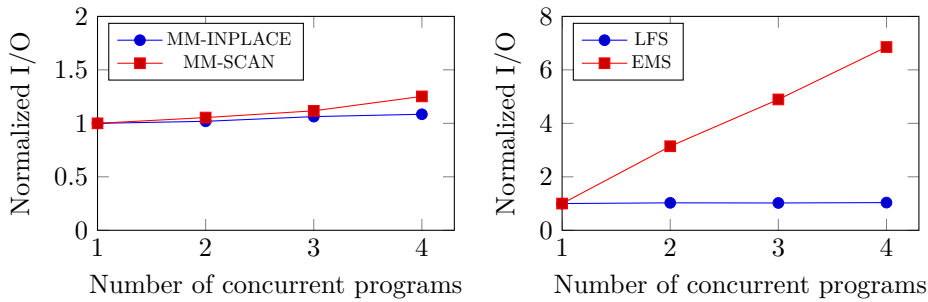 Normalized I/O
2
1.5
1
0.5
0
MM-INPLACE
MM-SCAN
1 2 3 4
Number of concurrent programs
Normalized I/O
8
6
4
2
0
LFS
EMS
1 2 3 4
Number of concurrent programs